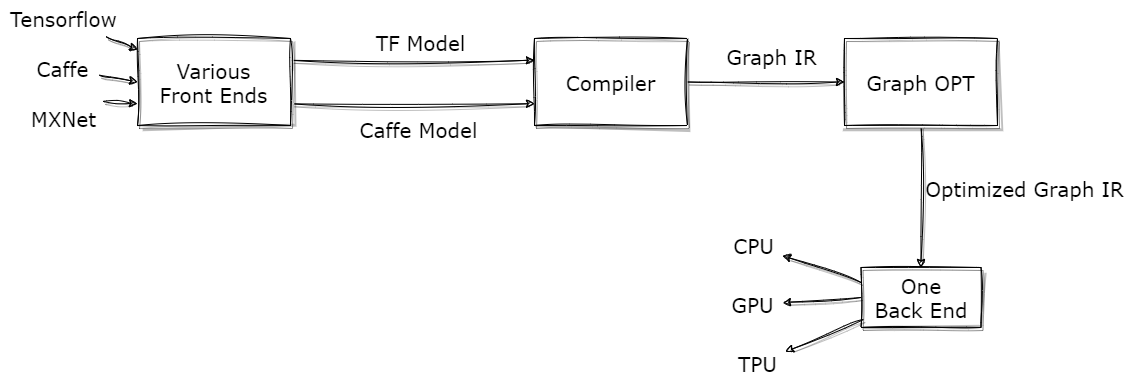 Tensorflow
Caffe
MXNet
Various
Front Ends
TF Model
Caffe Model
Compiler
Graph IR
Graph OPT
Optimized Graph IR
One
Back End
CPU
GPU
TPU